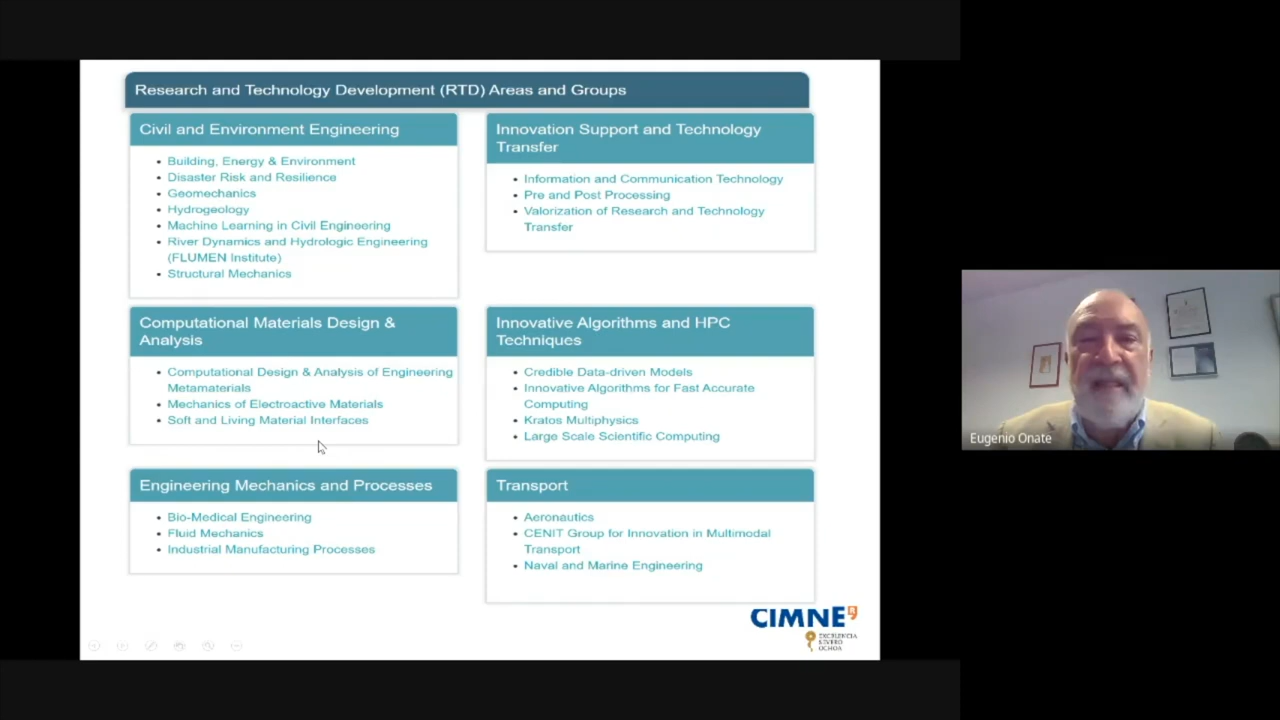 Research and Technology Development (RTD) Areas and Groups
Civil and Environment Engineering
Building, Energy & Environment
Disaster Risk and Resilience
Geomechanics
Hydrogeology
Machine Learning in Civil Engineering
River Dynamics and Hydrologic Engineering
(FLUMEN Institute)
Structural Mechanics
Innovation Support and Technology
Transfer
Information and Communication Technology
Pre and Post Processing
Valorization of Research and Technology
Transfer
Computational Materials Design &
Analysis
Computational Design & Analysis of Engineering
Metamaterials
Mechanics of Electroactive Materials
Soft and Living Material Interfaces
Innovative Algorithms and HPC
Techniques
Credible Data-driven Models
Innovative Algorithms for Fast Accurate
Computing
Kratos Multiphysics
Large Scale Scientific Computing
Engineering Mechanics and Processes
Bio-Medical Engineering
Fluid Mechanics
Industrial Manufacturing Processes
Transport
Aeronautics
CENIT Group for Innovation in Multimodal
Transport
Naval and Marine Engineering
CIMNE
EXCELENCIA
SEVERO
OCHOA
Eugenio Onate